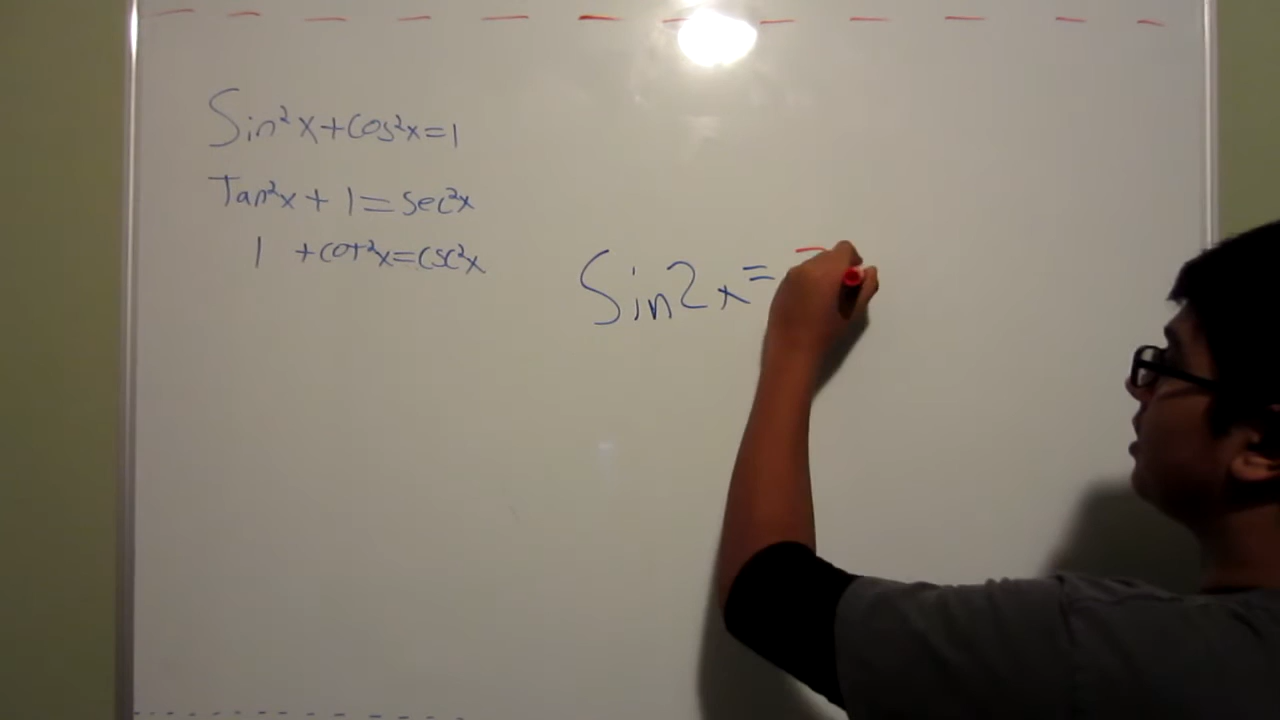 Sin²x+cos²x=1
Tan²x + 1 = sec²x
1 + cot²x=csc²x
Sin2x=